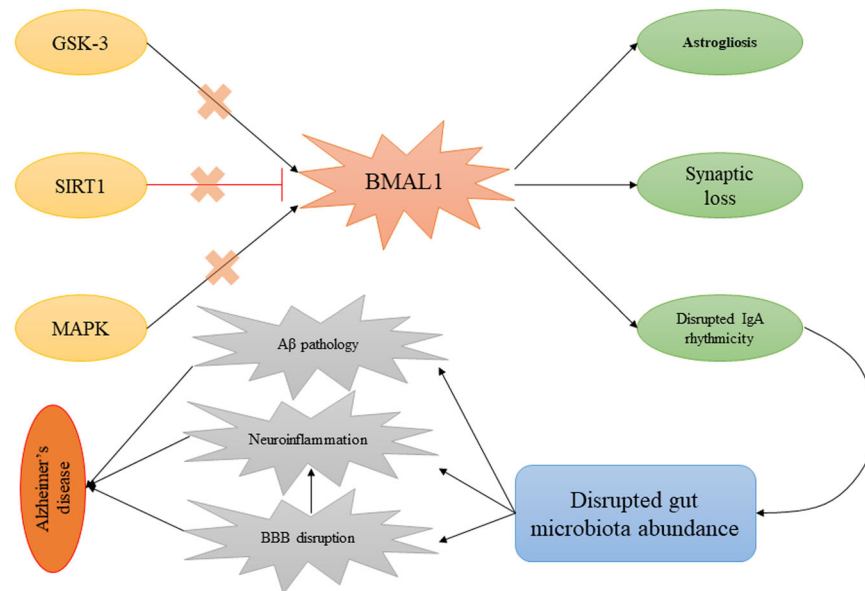 GSK-3
Astrogliosis
SIRT1
BMAL1
Synaptic
loss
MAPK
Disrupted IgA
rhythmicity
Aβ pathology
Neuroinflammation
BBB disruption
Alzheimer's
disease
Disrupted gut
microbiota abundance